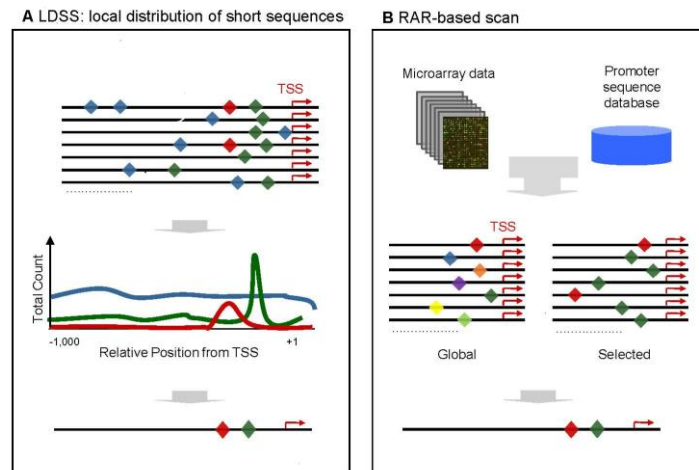 A LDSS: local distribution of short sequences
TSS
Total Count
-1,000
+1
Relative Position from TSS
B RAR-based scan
Microarray data
Promoter
sequence
database
TSS
Global
Selected